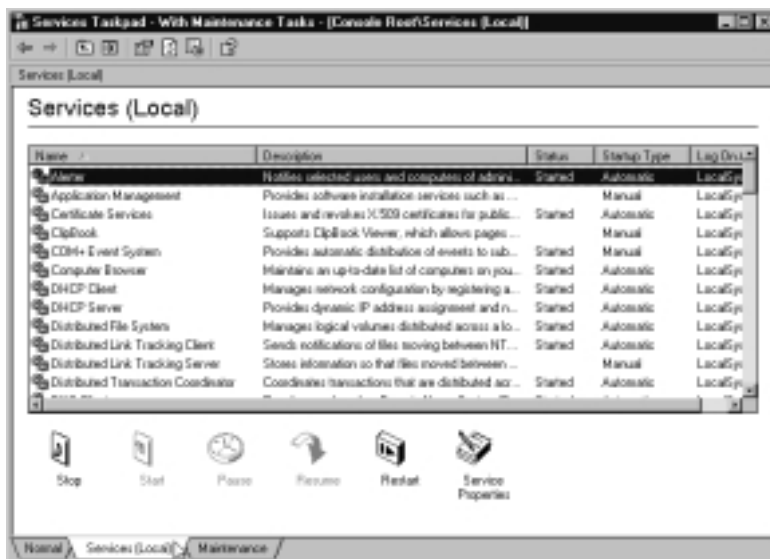 Services Taskpad - With Maintenance Tasks - [Console Root\Services (Local)]
Services (Local)
Services (Local)
Name Description Status Startup Type Log On
Alerter Notifies selected users and computers of admini... Started Automatic LocalSy
Application Management Provides software installation services such as ... Manual LocalSy
Certificate Services Issues and revokes X.509 certificates for public... Started Automatic LocalSy
ClipBook Supports ClipBook Viewer, which allows pages ... Manual LocalSy
COM+ Event System Provides automatic distribution of events to sub... Started Manual LocalSy
Computer Browser Maintains an up-to-date list of computers on you... Started Automatic LocalSy
DHCP Client Manages network configuration by registering a... Started Automatic LocalSy
DHCP Server Provides dynamic IP address assignment and n... Started Automatic LocalSy
Distributed File System Manages logical volumes distributed across a lo... Started Automatic LocalSy
Distributed Link Tracking Client Sends notifications of files moving between NT... Started Automatic LocalSy
Distributed Link Tracking Server Stores information so that files moved between ... Manual LocalSy
Distributed Transaction Coordinator Coordinates transactions that are distributed acr... Started Automatic LocalSy
Stop Start Pause Resume Restart Service Properties
Normal Services (Local) Maintenance